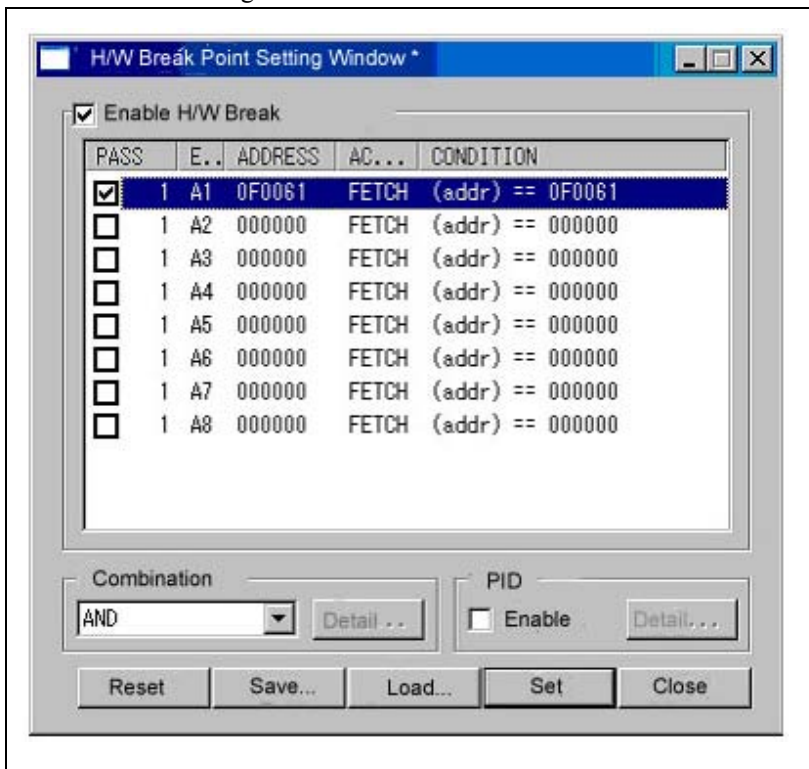 H/W Break Point Setting Window *
Enable H/W Break
PASS E.. ADDRESS AC... CONDITION
1 A1 0F0061 FETCH (addr) == 0F0061
1 A2 000000 FETCH (addr) == 000000
1 A3 000000 FETCH (addr) == 000000
1 A4 000000 FETCH (addr) == 000000
1 A5 000000 FETCH (addr) == 000000
1 A6 000000 FETCH (addr) == 000000
1 A7 000000 FETCH (addr) == 000000
1 A8 000000 FETCH (addr) == 000000
Combination PID
AND Detail .. Enable Detail...
Reset Save... Load... Set Close